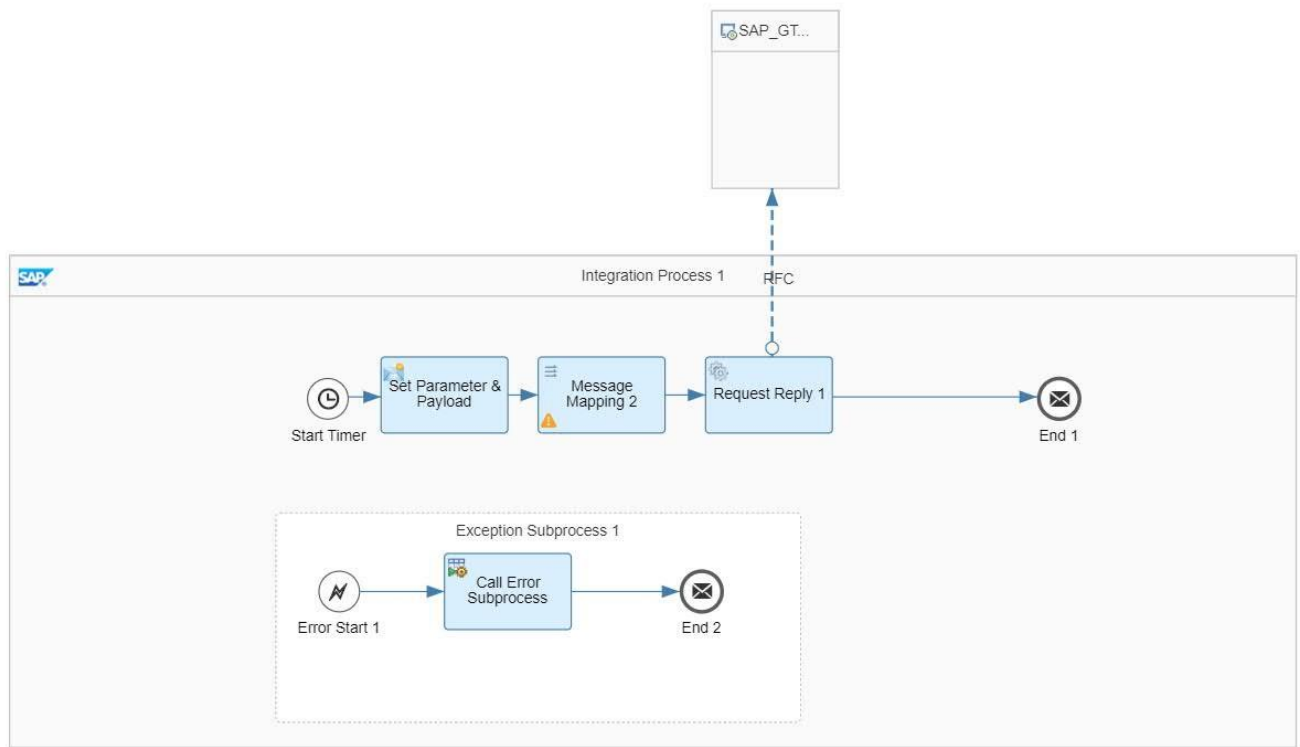 SAP_GT...
SAP
Integration Process 1
RFC
Set Parameter &
Payload
Message
Mapping 2
Request Reply 1
Start Timer
End 1
Exception Subprocess 1
Call Error
Subprocess
Error Start 1
End 2